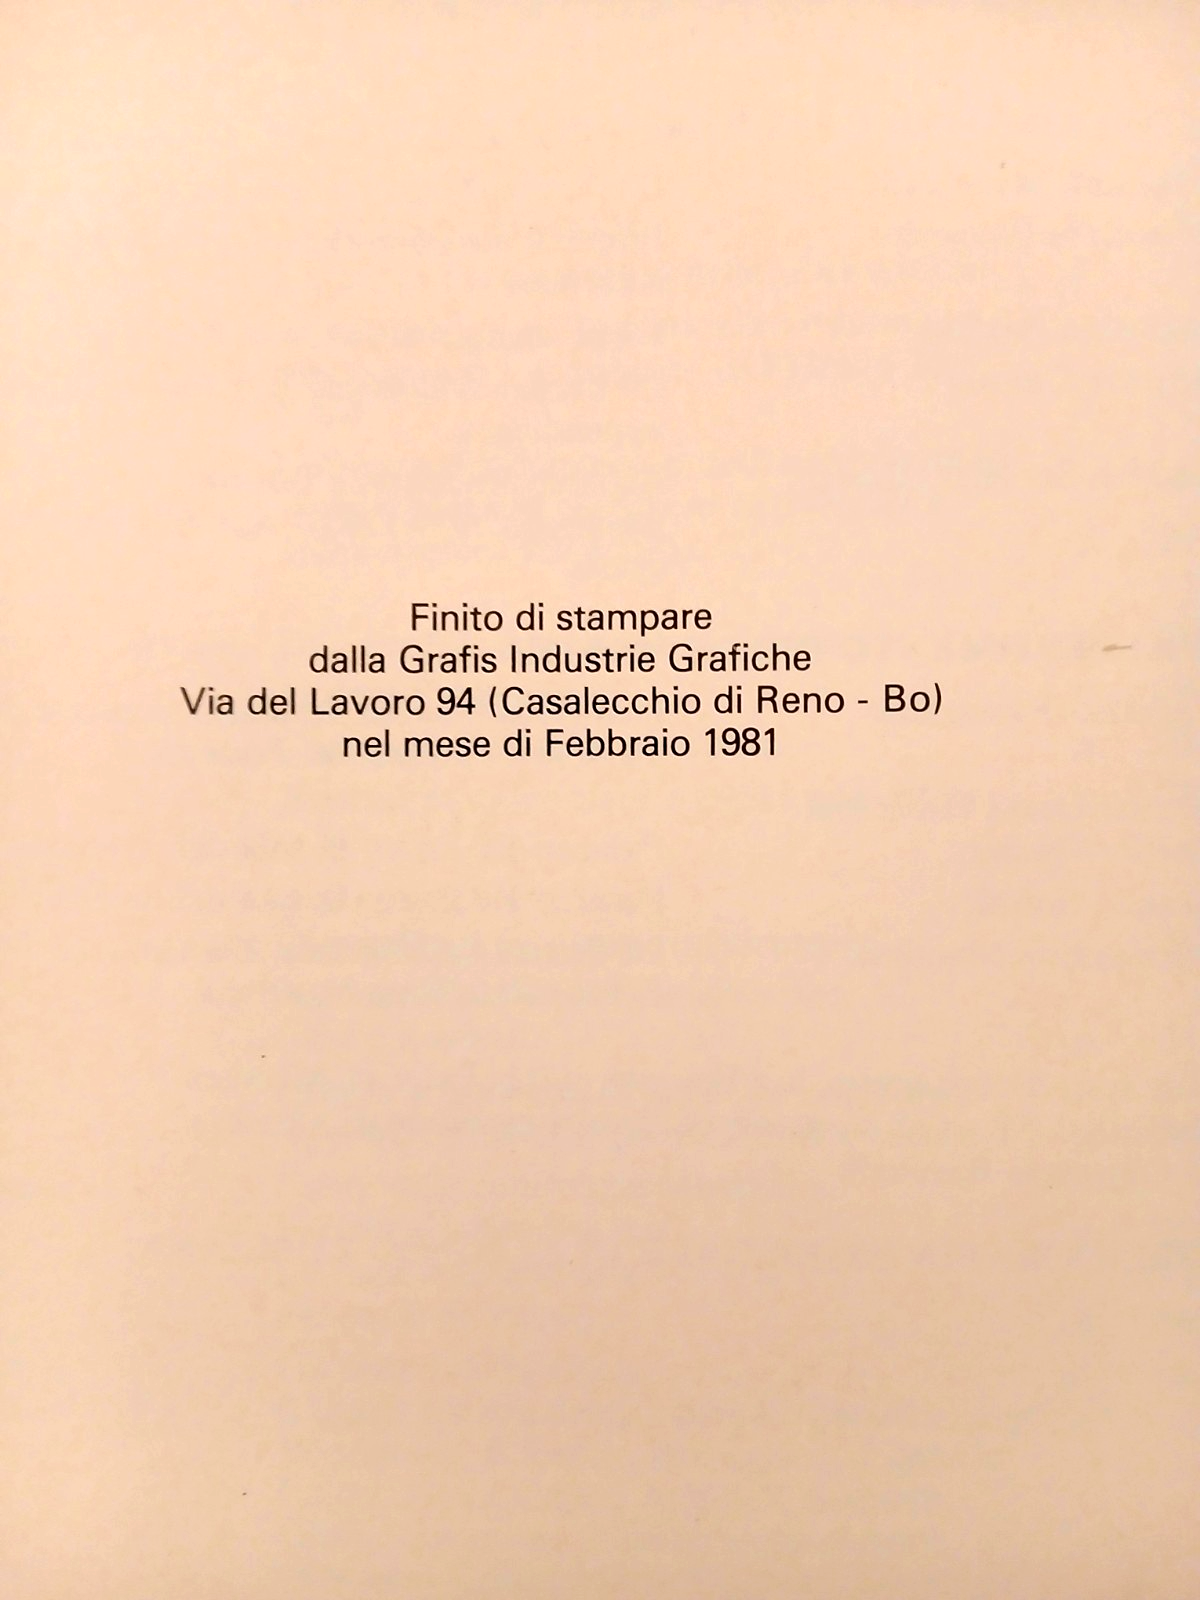 Finito di stampare
dalla Grafis Industrie Grafiche
Via del Lavoro 94 (Casalecchio di Reno - Bo)
nel mese di Febbraio 1981